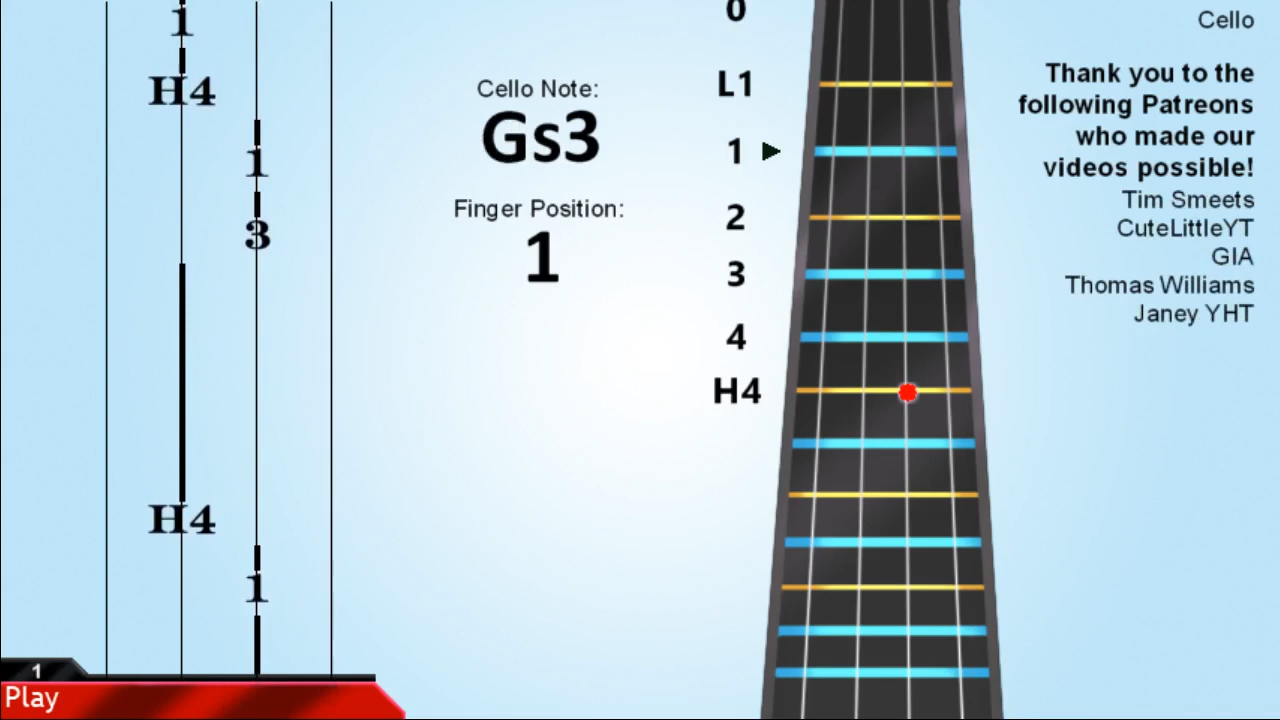 1
H4
1
3
H4
1
1
Play
Cello Note:
Gs3
Finger Position:
1
0
L1
1
2
3
4
H4
Cello
Thank you to the
following Patreons
who made our
videos possible!
Tim Smeets
CuteLittleYT
GIA
Thomas Williams
Janey YHT